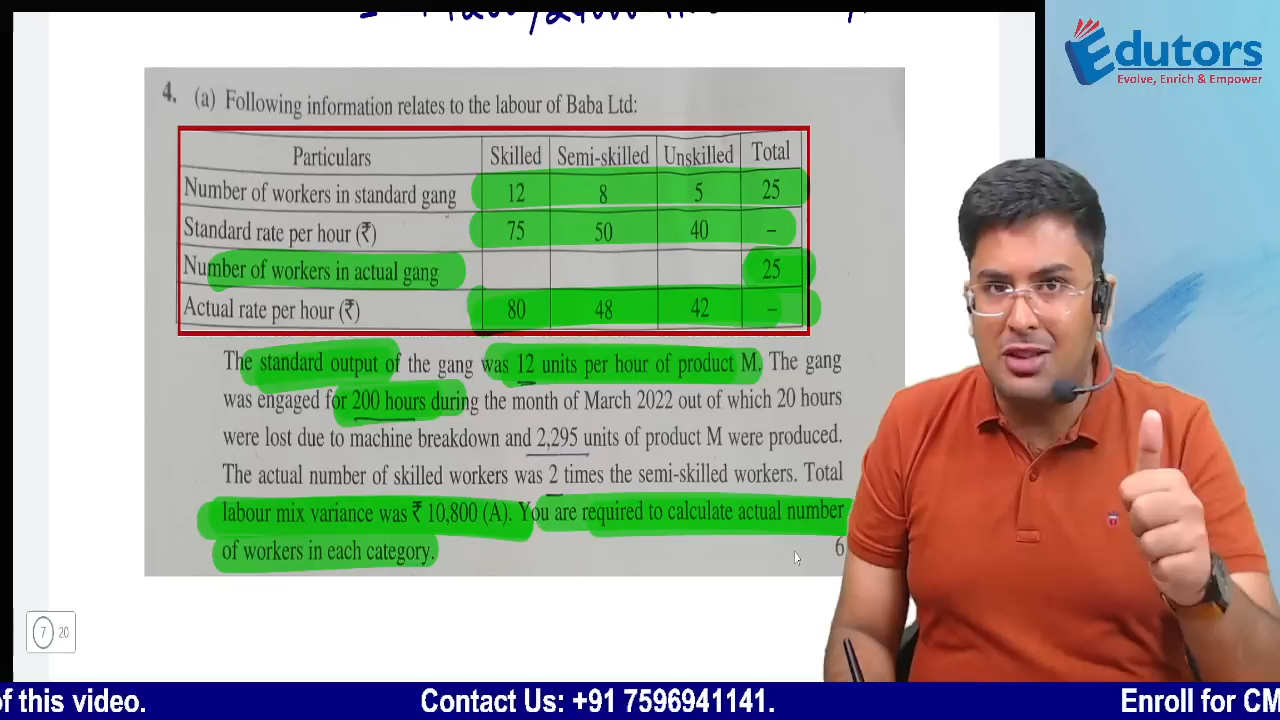 Edutors
Evolve, Enrich & Empower
4. (a) Following information relates to the labour of Baba Ltd:
Particulars Skilled Semi-skilled Unskilled Total
Number of workers in standard gang 12 8 5 25
Standard rate per hour (₹) 75 50 40 –
Number of workers in actual gang 25
Actual rate per hour (₹) 80 48 42 –
The standard output of the gang was 12 units per hour of product M. The gang
was engaged for 200 hours during the month of March 2022 out of which 20 hours
were lost due to machine breakdown and 2,295 units of product M were produced.
The actual number of skilled workers was 2 times the semi-skilled workers. Total
labour mix variance was ₹ 10,800 (A). You are required to calculate actual number
of workers in each category. 6
7 20
of this video. Contact Us: +91 7596941141. Enroll for CM